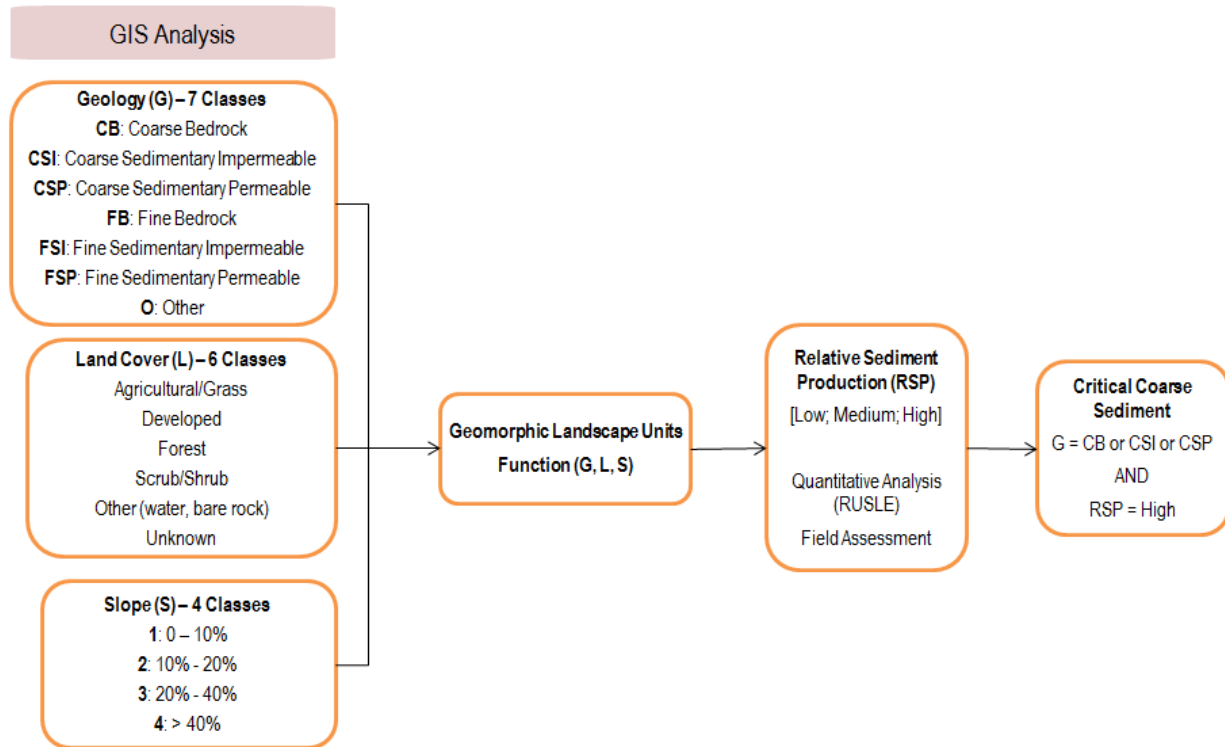 GIS Analysis
Geology (G) – 7 Classes
CB: Coarse Bedrock
CSI: Coarse Sedimentary Impermeable
CSP: Coarse Sedimentary Permeable
FB: Fine Bedrock
FSI: Fine Sedimentary Impermeable
FSP: Fine Sedimentary Permeable
O: Other
Land Cover (L) – 6 Classes
Agricultural/Grass
Developed
Forest
Scrub/Shrub
Other (water, bare rock)
Unknown
Slope (S) – 4 Classes
1: 0 – 10%
2: 10% - 20%
3: 20% - 40%
4: > 40%
Geomorphic Landscape Units
Function (G, L, S)
Relative Sediment
Production (RSP)
[Low; Medium; High]
Quantitative Analysis
(RUSLE)
Field Assessment
Critical Coarse
Sediment
G = CB or CSI or CSP
AND
RSP = High